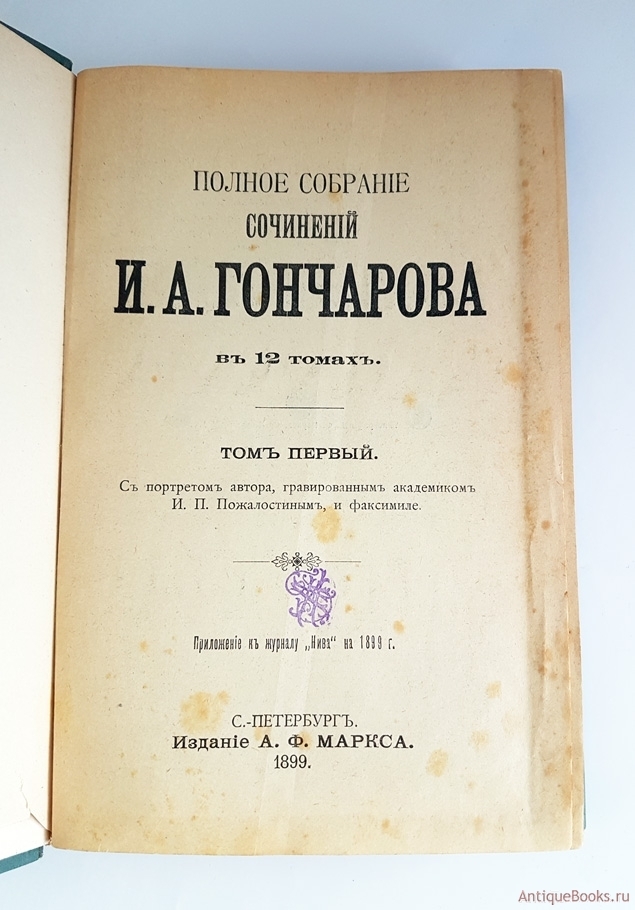 ПОЛНОЕ СОБРАНІЕ
СОЧИНЕНІЙ
И. А. ГОНЧАРОВА
въ 12 томахъ.
ТОМЪ ПЕРВЫЙ.
Съ портретомъ автора, гравированнымъ академикомъ
И. П. Пожалостинымъ, и факсимиле.
Приложеніе къ журналу „Нива“ на 1899 г.
С.-ПЕТЕРБУРГЪ.
Изданіе А. Ф. МАРКСА.
1899.
AntiqueBooks.ru